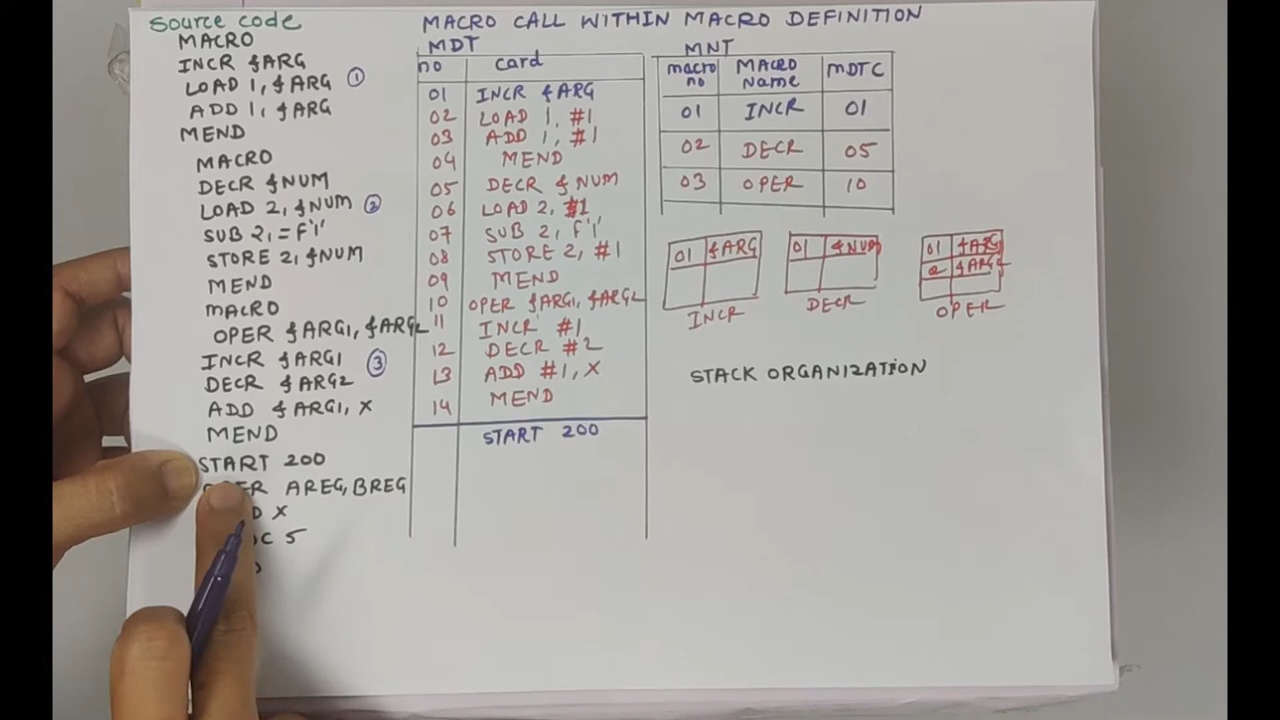 Source code
MACRO
INCR &ARG
LOAD 1, &ARG ①
ADD 1, &ARG
MEND
MACRO
DECR &NUM
LOAD 2, &NUM ②
SUB 2, = F'1'
STORE 2, &NUM
MEND
MACRO
OPER &ARG1, &ARG2
INCR &ARG1
DECR &ARG2 ③
ADD &ARG1, X
MEND
START 200
OPER AREG, BREG
D X
C 5
MACRO CALL WITHIN MACRO DEFINITION
MDT
no card
01 INCR &ARG
02 LOAD 1, #1
03 ADD 1, #1
04 MEND
05 DECR &NUM
06 LOAD 2, #1
07 SUB 2, F'1'
08 STORE 2, #1
09 MEND
10 OPER &ARG1, &ARG2
11 INCR #1
12 DECR #2
13 ADD #1, X
14 MEND
START 200
MNT
macro no MACRO Name MDTC
01 INCR 01
02 DECR 05
03 OPER 10
01 &ARG
INCR
01 &NUM
DECR
01 &ARG1
02 &ARG2
OPER
STACK ORGANIZATION